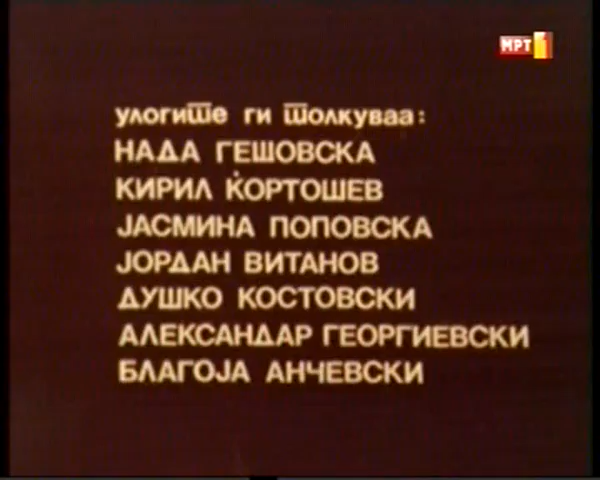 МРТ 1
улогите ги толкуваа:
НАДА ГЕШОВСКА
КИРИЛ ЌОРТОШЕВ
ЈАСМИНА ПОПОВСКА
ЈОРДАН ВИТАНОВ
ДУШКО КОСТОВСКИ
АЛЕКСАНДАР ГЕОРГИЕВСКИ
БЛАГОЈА АНЧЕВСКИ